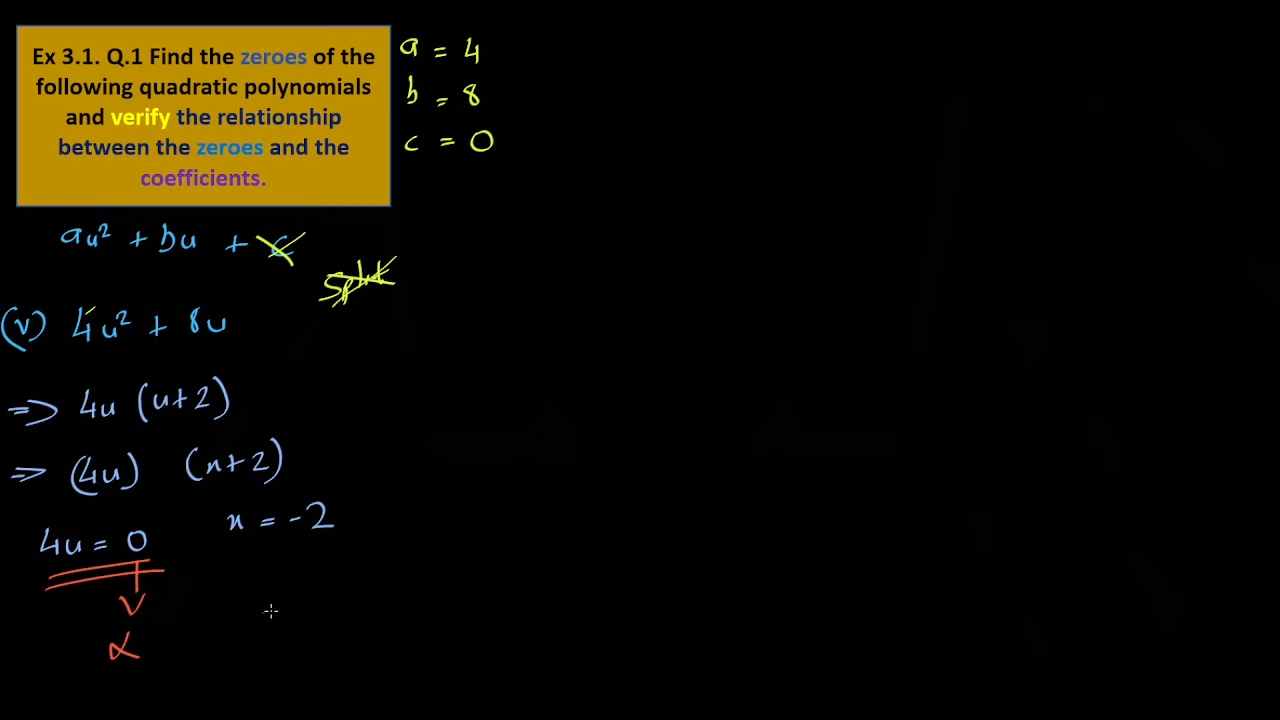 Ex 3.1. Q.1 Find the zeroes of the
following quadratic polynomials
and verify the relationship
between the zeroes and the
coefficients.
a = 4
b = 8
c = 0
au² + bu + c
Split
(v) 4u² + 8u
=> 4u (u+2)
=> (4u) (n+2)
4u = 0 n = -2
α